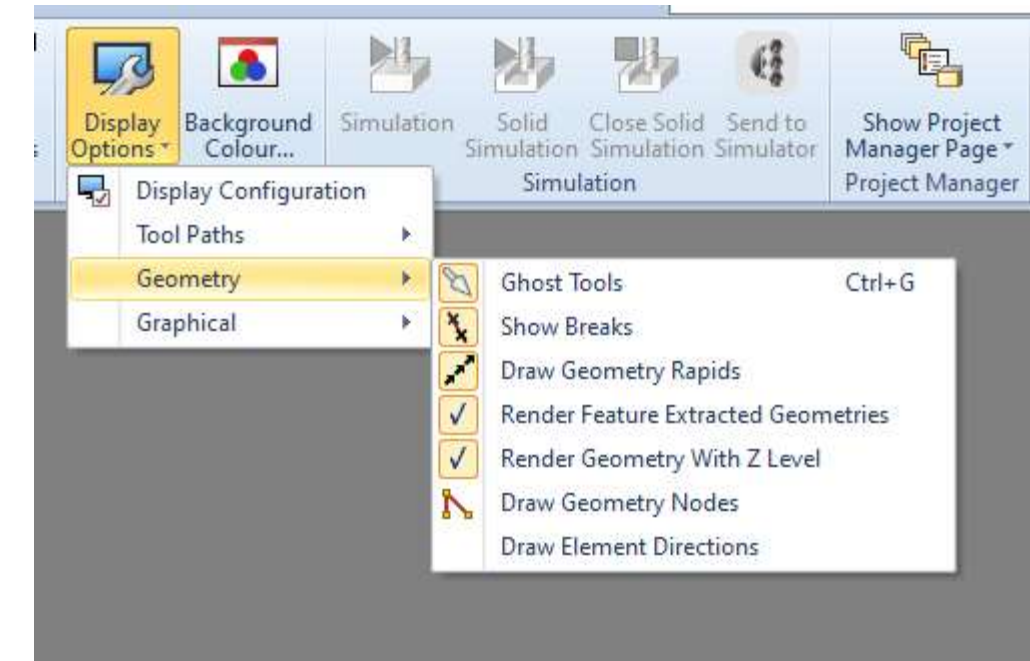 Display Options
Background Colour...
Simulation
Solid Simulation
Close Solid Simulation
Send to Simulator
Show Project Manager Page
Simulation
Project Manager
Display Configuration
Tool Paths
Geometry
Graphical
Ghost Tools Ctrl+G
Show Breaks
Draw Geometry Rapids
Render Feature Extracted Geometries
Render Geometry With Z Level
Draw Geometry Nodes
Draw Element Directions